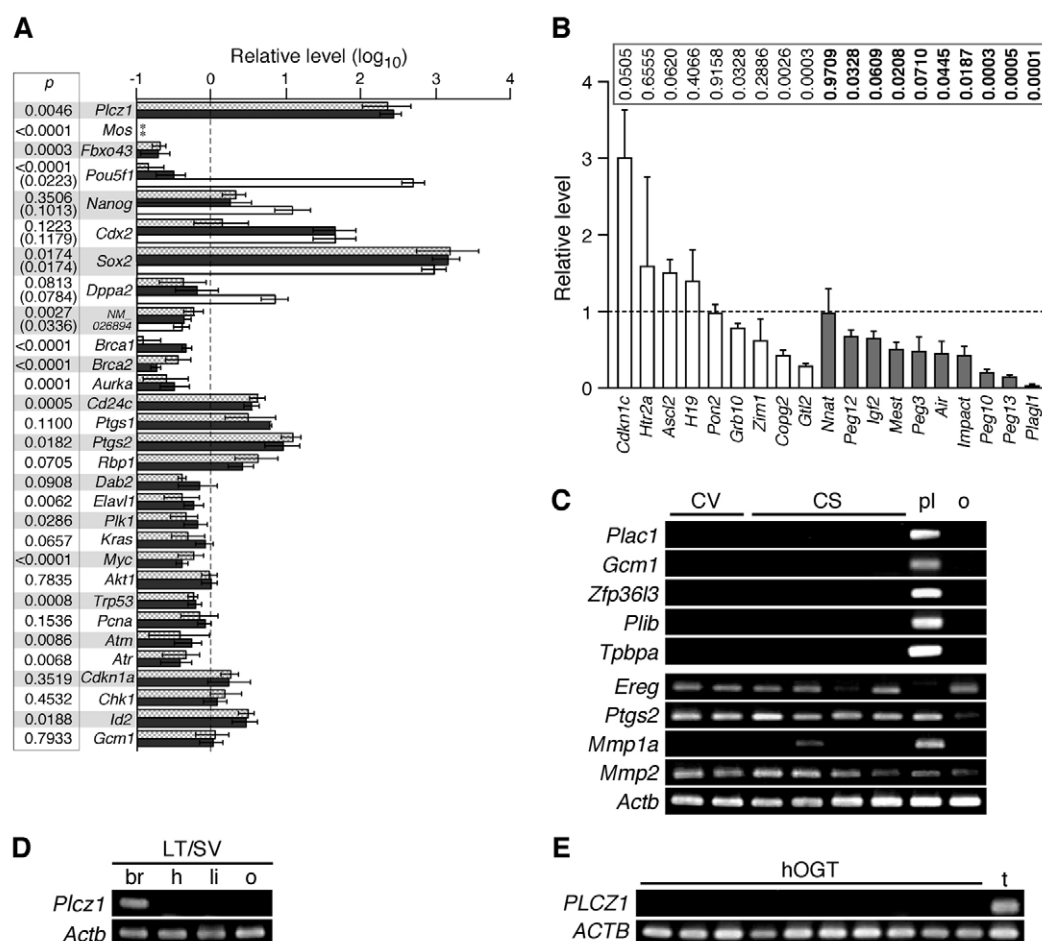 A
Relative level (log10)
p
-1 0 1 2 3 4
0.0046 Plcz1
<0.0001 Mos **
0.0003 Fbxo43
<0.0001 (0.0223) Pou5f1
0.3506 (0.1013) Nanog
0.1223 (0.1179) Cdx2
0.0174 (0.0174) Sox2
0.0813 (0.0784) Dppa2
0.0027 (0.0336) NM_026894
<0.0001 Brca1
<0.0001 Brca2
0.0001 Aurka
0.0005 Cd24c
0.1100 Ptgs1
0.0182 Ptgs2
0.0705 Rbp1
0.0908 Dab2
0.0062 Elavl1
0.0286 Plk1
0.0657 Kras
<0.0001 Myc
0.7835 Akt1
0.0008 Trp53
0.1536 Pcna
0.0086 Atm
0.0068 Atr
0.3519 Cdkn1a
0.4532 Chk1
0.0188 Id2
0.7933 Gcm1
B
0.0505 0.6555 0.0620 0.4066 0.9158 0.0328 0.2886 0.0026 0.0003 0.9709 0.0328 0.0609 0.0208 0.0710 0.0445 0.0187 0.0003 0.0005 0.0001
Relative level
4
3
2
1
0
Cdkn1c Htr2a Ascl2 H19 Pon2 Grb10 Zim1 Copg2 Gtl2 Nnat Peg12 Igf2 Mest Peg3 Air Impact Peg10 Peg13 Plagl1
C
CV CS pl o
Plac1
Gcm1
Zfp36l3
Plib
Tpbpa
Ereg
Ptgs2
Mmp1a
Mmp2
Actb
D
LT/SV
br h li o
Plcz1
Actb
E
hOGT t
PLCZ1
ACTB